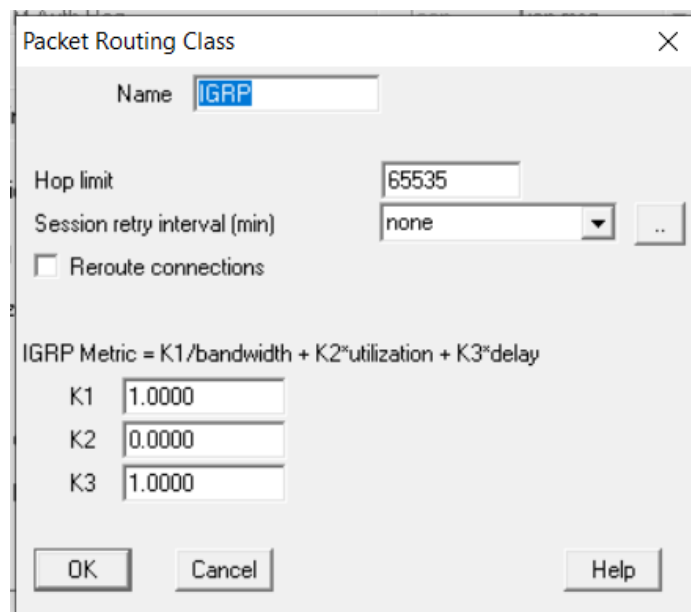 Packet Routing Class
Name IGRP
Hop limit 65535
Session retry interval (min) none ..
Reroute connections
IGRP Metric = K1/bandwidth + K2*utilization + K3*delay
K1 1.0000
K2 0.0000
K3 1.0000
OK Cancel Help